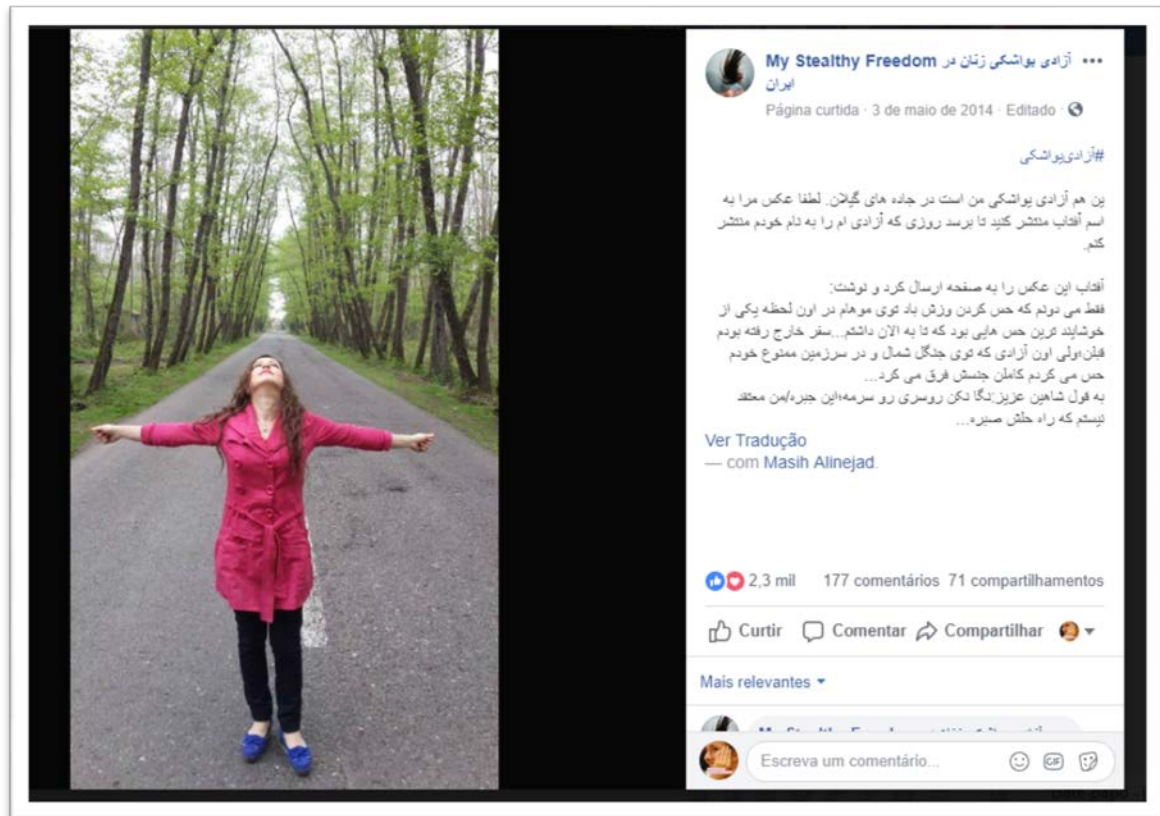 My Stealthy Freedom آزادی یواشکی زنان در
ایران
Página curtida · 3 de maio de 2014 · Editado ·
#آزادی‌یواشکی
ین هم آزادی یواشکی من است در جاده های گیلان. لطفا عکس مرا به
اسم آفتاب منتشر کنید تا برسد روزی که آزادی ام را به نام خودم منتشر
کنم.
آفتاب این عکس را به صفحه ارسال کرد و نوشت:
فقط می دونم که حس کردن وزش باد توی موهام در اون لحظه یکی از
خوشایند ترین حس هایی بود که تا به الان داشتم...سفر خارج رفته بودم
قبلن،ولی اون آزادی که توی جنگل شمال و در سرزمین ممنوع خودم
حس می کردم کاملن جنسش فرق می کرد...
به قول شاهین عزیز:نگا نکن روسری رو سرمه،این جبره/من معتقد
نیستم که راه حلش صبره...
Ver Tradução
— com Masih Alinejad.
2,3 mil 177 comentários 71 compartilhamentos
Curtir Comentar Compartilhar
Mais relevantes
Escreva um comentário... GIF